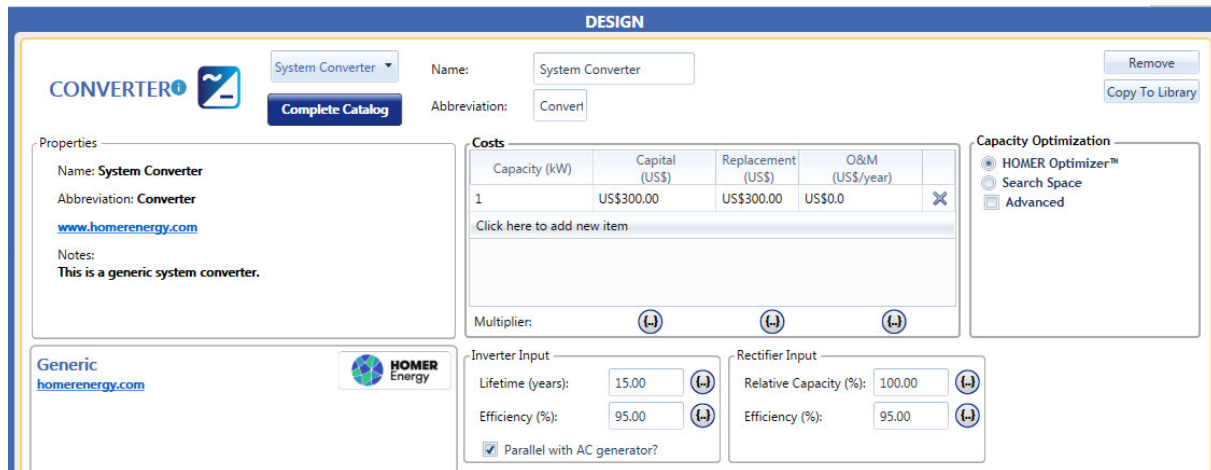 DESIGN
CONVERTER
System Converter
Complete Catalog
Name:
System Converter
Abbreviation:
Convert
Remove
Copy To Library
Properties
Name: System Converter
Abbreviation: Converter
www.homerenergy.com
Notes:
This is a generic system converter.
Costs
Capacity (kW)
Capital
(US$)
Replacement
(US$)
O&M
(US$/year)
1
US$300.00
US$300.00
US$0.0
Click here to add new item
Multiplier:
{..}
{..}
{..}
Capacity Optimization
HOMER Optimizer™
Search Space
Advanced
Generic
homerenergy.com
HOMER
Energy
Inverter Input
Lifetime (years):
15.00
{..}
Efficiency (%):
95.00
{..}
Parallel with AC generator?
Rectifier Input
Relative Capacity (%):
100.00
{..}
Efficiency (%):
95.00
{..}